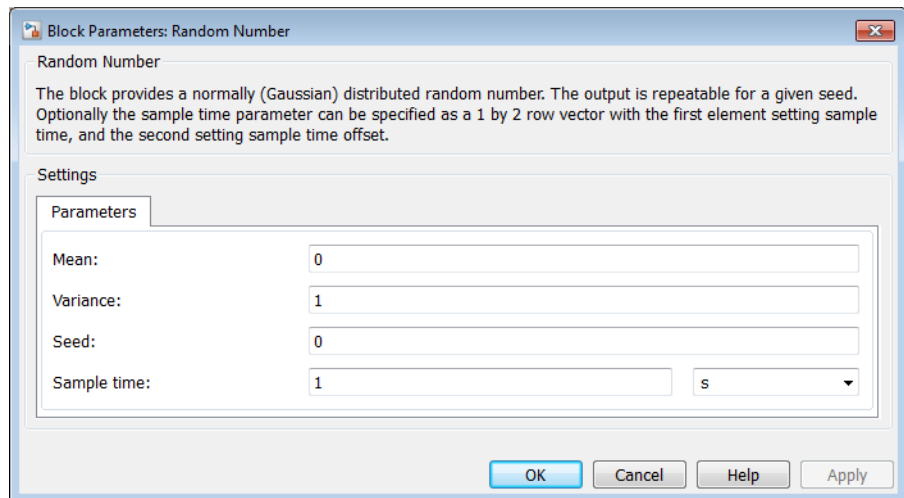 Block Parameters: Random Number
Random Number
The block provides a normally (Gaussian) distributed random number. The output is repeatable for a given seed.
Optionally the sample time parameter can be specified as a 1 by 2 row vector with the first element setting sample
time, and the second setting sample time offset.
Settings
Parameters
Mean: 0
Variance: 1
Seed: 0
Sample time: 1 s
OK Cancel Help Apply